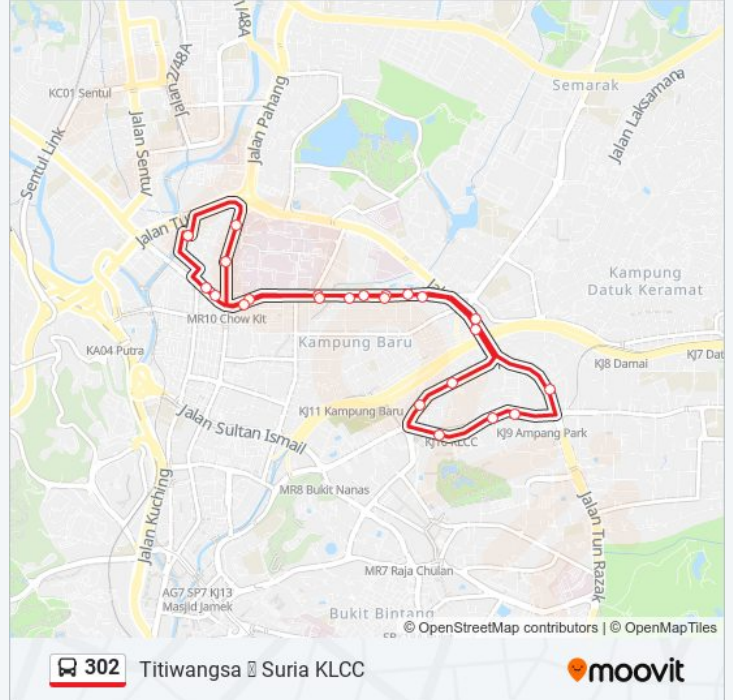 /48A
Jalan 2/48A
KC01 Sentul
Semarak
Jalan Pahang
Jalan Laksamana
Jalan Sentul
Sentul Link
Jalan Tu
Kampung
Datuk Keramat
MR10 Chow Kit
Kampung Baru
KA04 Putra
KJ8 Damai
KJ7 Dat
KJ11 Kampung Baru
Jalan Sultan Ismail
KJ10 KLCC
KJ9 Ampang Park
MR8 Bukit Nanas
Jalan Kuching
Jalan Tun Razak
MR7 Raja Chulan
AG7 SP7 KJ13
Masjid Jamek
Bukit Bintang
© OpenStreetMap contributors | © OpenMapTiles
302 Titiwangsa Suria KLCC
moovit